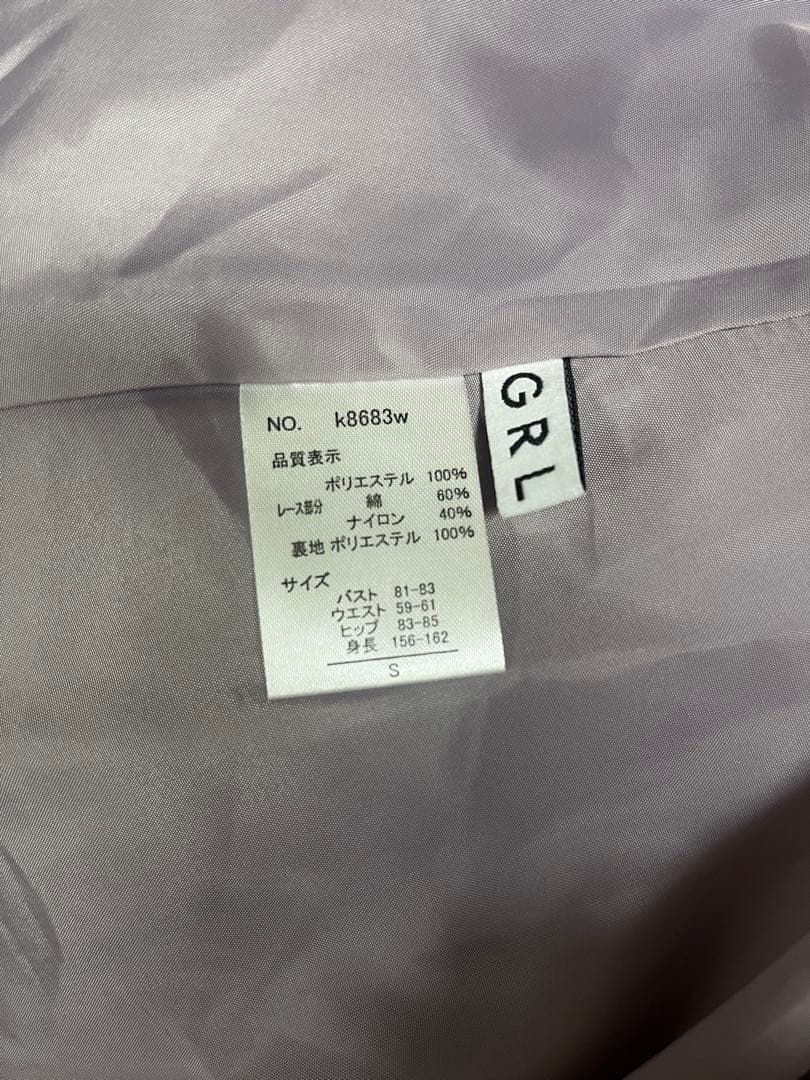 NO. k8683w
品質表示
ポリエステル 100%
レース部分 綿 60%
ナイロン 40%
裏地 ポリエステル 100%
サイズ
バスト 81-83
ウエスト 59-61
ヒップ 83-85
身長 156-162
S
GRL